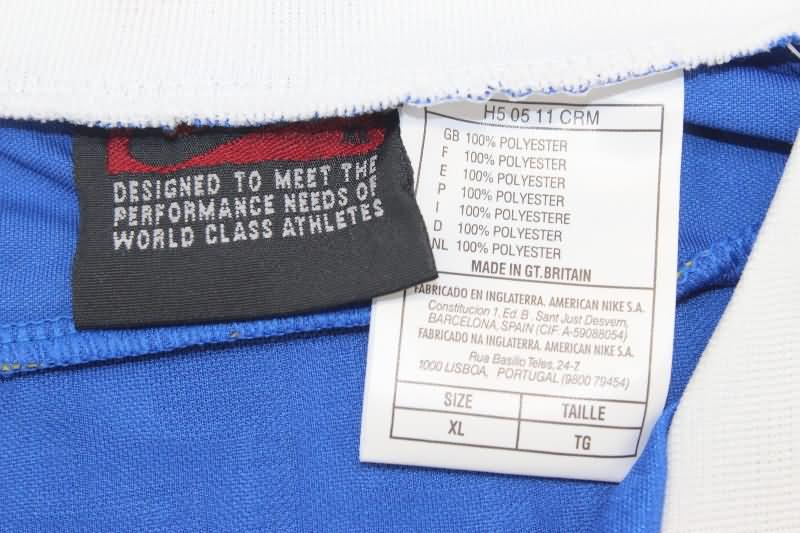 DESIGNED TO MEET THE
PERFORMANCE NEEDS OF
WORLD CLASS ATHLETES
H5 05 11 CRM
GB 100% POLYESTER
F 100% POLYESTER
E 100% POLYESTER
P 100% POLYESTER
I 100% POLYESTERE
D 100% POLYESTER
NL 100% POLYESTER
MADE IN GT.BRITAIN
FABRICADO EN INGLATERRA. AMERICAN NIKE S.A.
Constitucion 1, Ed. B , Sant Just Desvern,
BARCELONA, SPAIN (CIF A-59088054)
FABRICADO NA INGLATERRA. AMERICAN NIKE S.A.
Rua Basilio Teles, 24-Z
1000 LISBOA, PORTUGAL (9800 79454)
SIZE TAILLE
XL TG